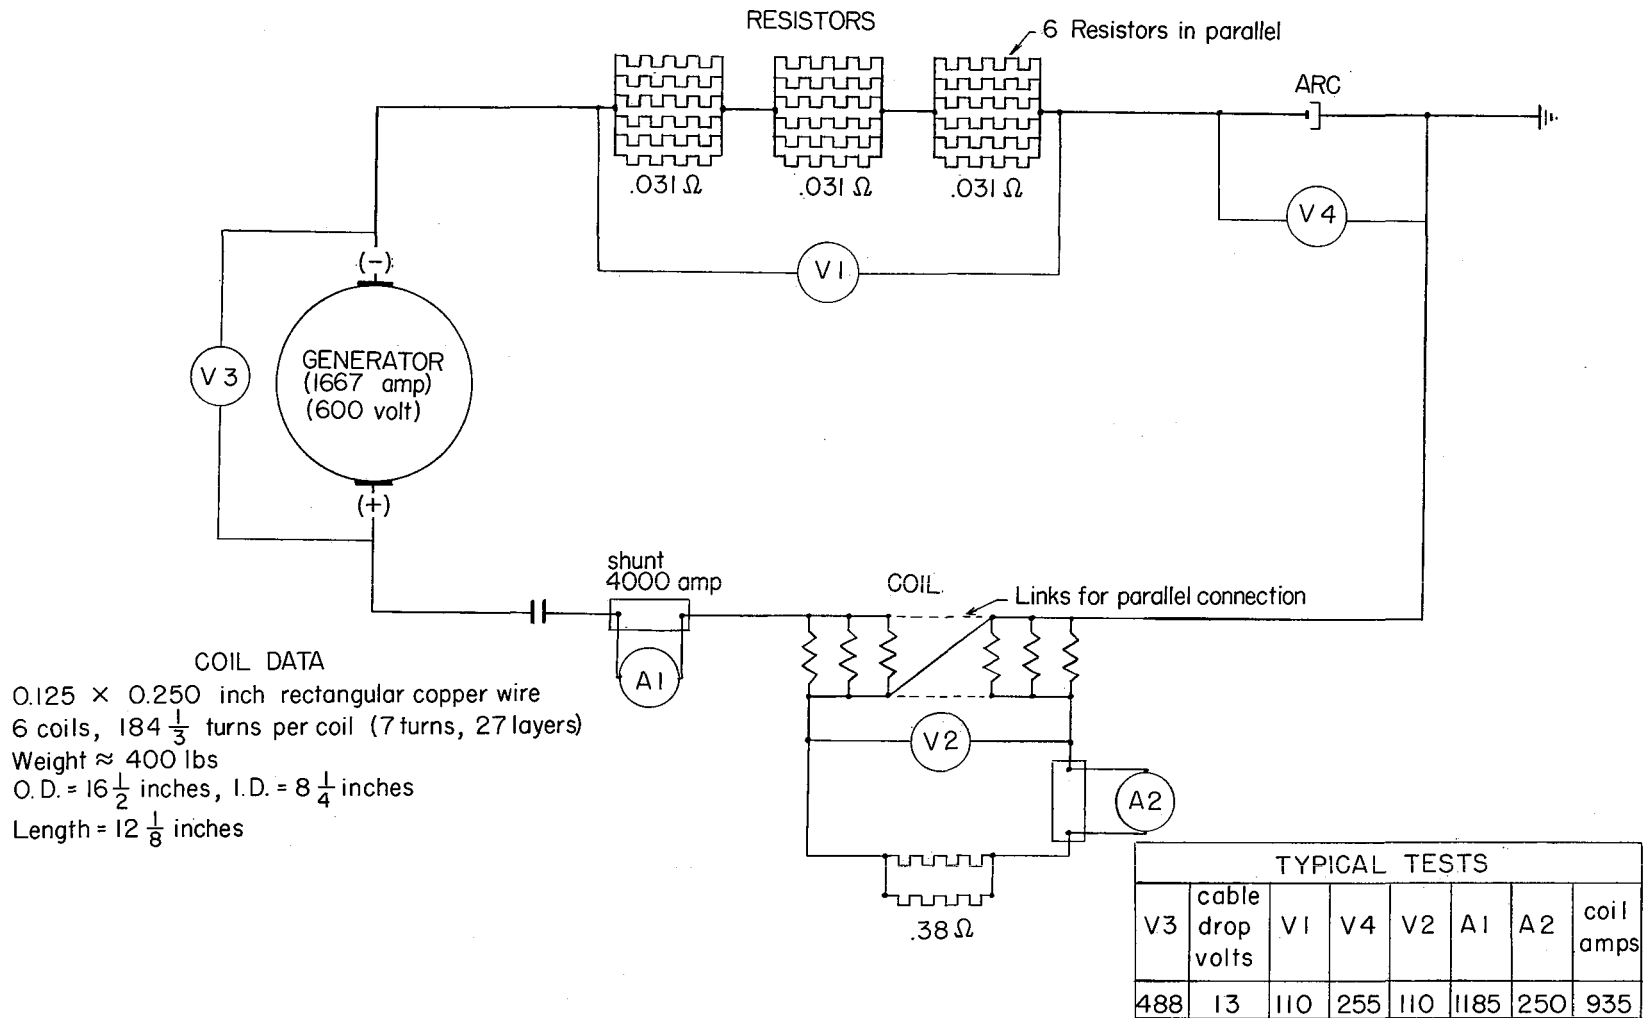 RESISTORS
6 Resistors in parallel
ARC
.031 Ω
.031 Ω
.031 Ω
V4
V1
(-)
V3
GENERATOR
(1667 amp)
(600 volt)
(+)
shunt
4000 amp
COIL
Links for parallel connection
A1
V2
A2
.38 Ω
COIL DATA
0.125 × 0.250 inch rectangular copper wire
6 coils, 184 1/3 turns per coil (7 turns, 27 layers)
Weight ≈ 400 lbs
O.D. = 16 1/2 inches, I.D. = 8 1/4 inches
Length = 12 1/8 inches
TYPICAL TESTS
V3 cable drop volts V1 V4 V2 A1 A2 coil amps
488 13 110 255 110 1185 250 935